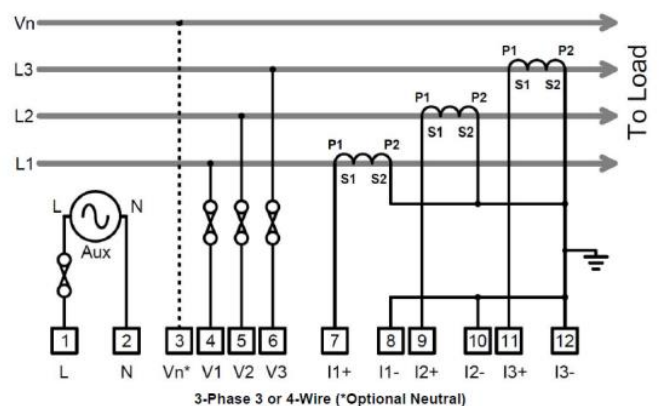 Vn
L3
P1 P2
S1 S2
To Load
L2
P1 P2
S1 S2
L1
P1 P2
S1 S2
L N
Aux
1 2 3 4 5 6 7 8 9 10 11 12
L N Vn* V1 V2 V3 I1+ I1- I2+ I2- I3+ I3-
3-Phase 3 or 4-Wire (*Optional Neutral)